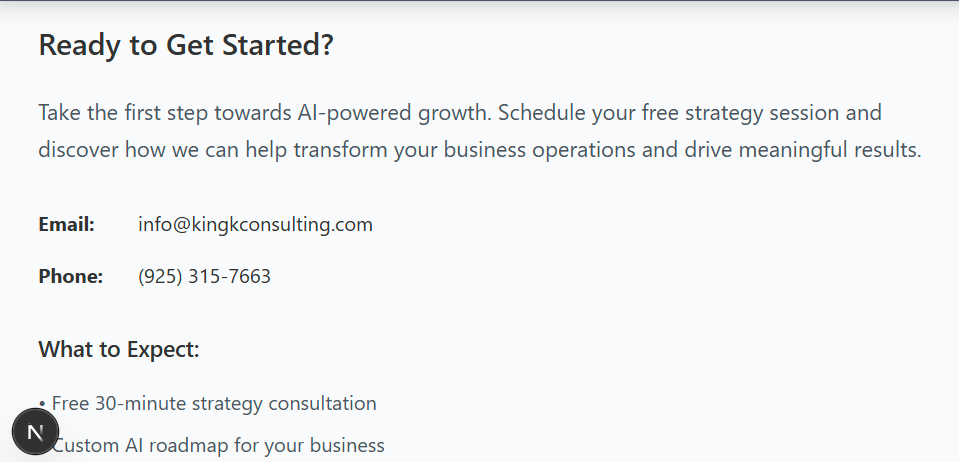 Ready to Get Started?
Take the first step towards AI-powered growth. Schedule your free strategy session and
discover how we can help transform your business operations and drive meaningful results.
Email: info@kingkconsulting.com
Phone: (925) 315-7663
What to Expect:
• Free 30-minute strategy consultation
N
Custom AI roadmap for your business